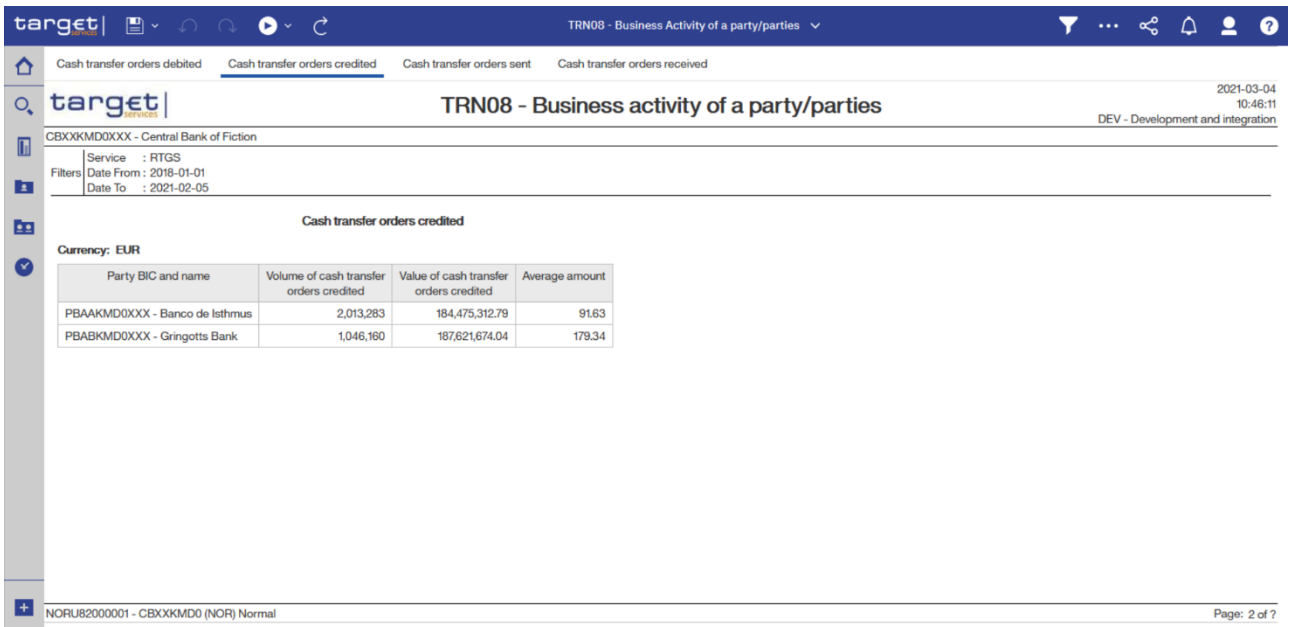 target| TRN08 - Business Activity of a party/parties
services
Cash transfer orders debited Cash transfer orders credited Cash transfer orders sent Cash transfer orders received
target| TRN08 - Business activity of a party/parties
services
2021-03-04
10:46:11
DEV - Development and integration
CBXXKMD0XXX - Central Bank of Fiction
Filters
Service : RTGS
Date From : 2018-01-01
Date To : 2021-02-05
Cash transfer orders credited
Currency: EUR
Party BIC and name Volume of cash transfer orders credited Value of cash transfer orders credited Average amount
PBAAKMD0XXX - Banco de Isthmus 2,013,283 184,475,312.79 91.63
PBABKMD0XXX - Gringotts Bank 1,046,160 187,621,674.04 179.34
NORU82000001 - CBXXKMD0 (NOR) Normal Page: 2 of ?